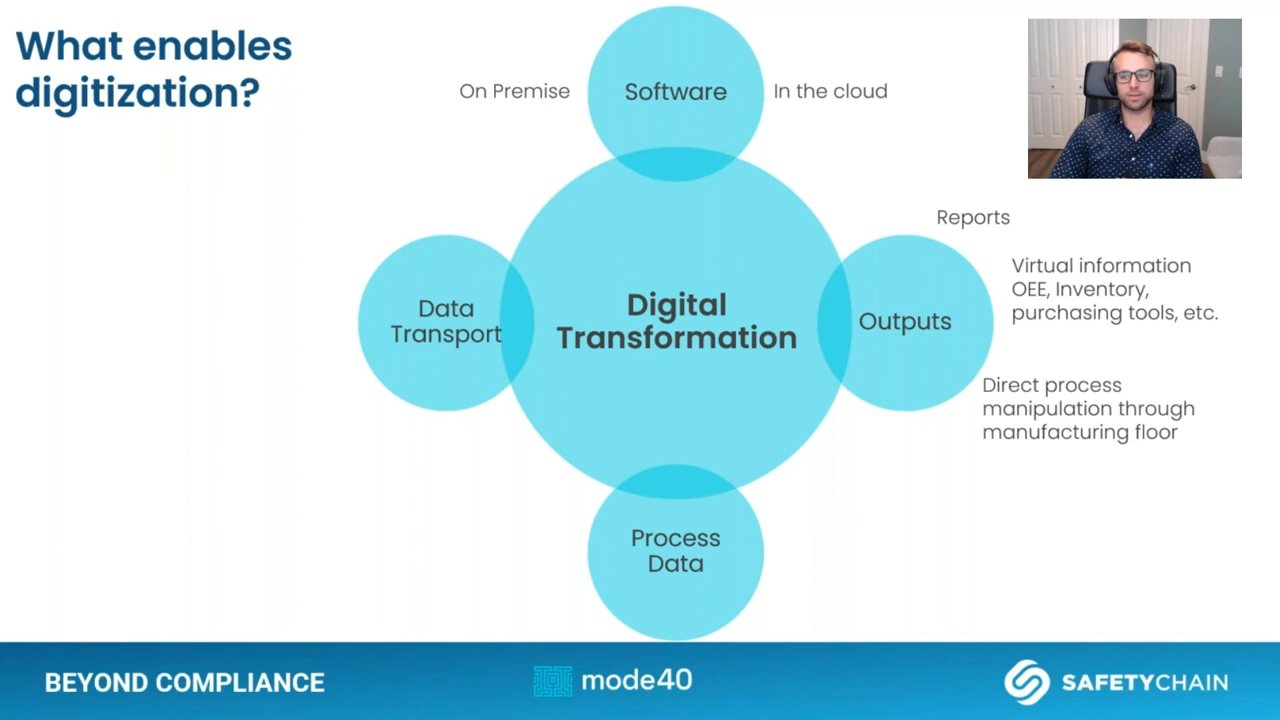 What enables
digitization?
On Premise
Software
In the cloud
Reports
Virtual information
OEE, Inventory,
purchasing tools, etc.
Data
Transport
Digital
Transformation
Outputs
Direct process
manipulation through
manufacturing floor
Process
Data
BEYOND COMPLIANCE
mode40
SAFETYCHAIN